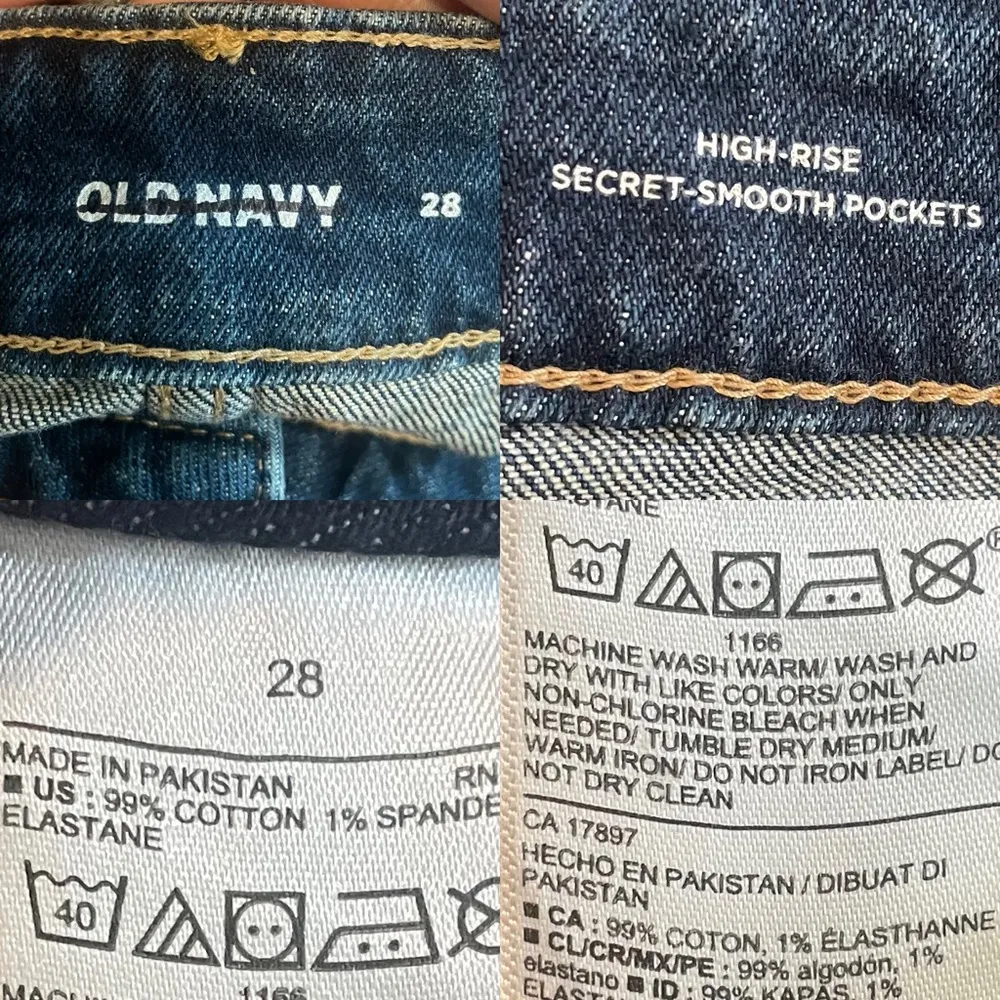 OLD NAVY 28
HIGH-RISE
SECRET-SMOOTH POCKETS
28
MADE IN PAKISTAN RN
US : 99% COTTON 1% SPANDE
ELASTANE
40
40
1166
MACHINE WASH WARM/ WASH AND
DRY WITH LIKE COLORS/ ONLY
NON-CHLORINE BLEACH WHEN
NEEDED/ TUMBLE DRY MEDIUM/
WARM IRON/ DO NOT IRON LABEL/ DO
NOT DRY CLEAN
CA 17897
HECHO EN PAKISTAN / DIBUAT DI
PAKISTAN
CA : 99% COTON, 1% ÉLASTHANNE
CL/CR/MX/PE : 99% algodón, 1%
elastano ID : 99% KAPAS, 1%